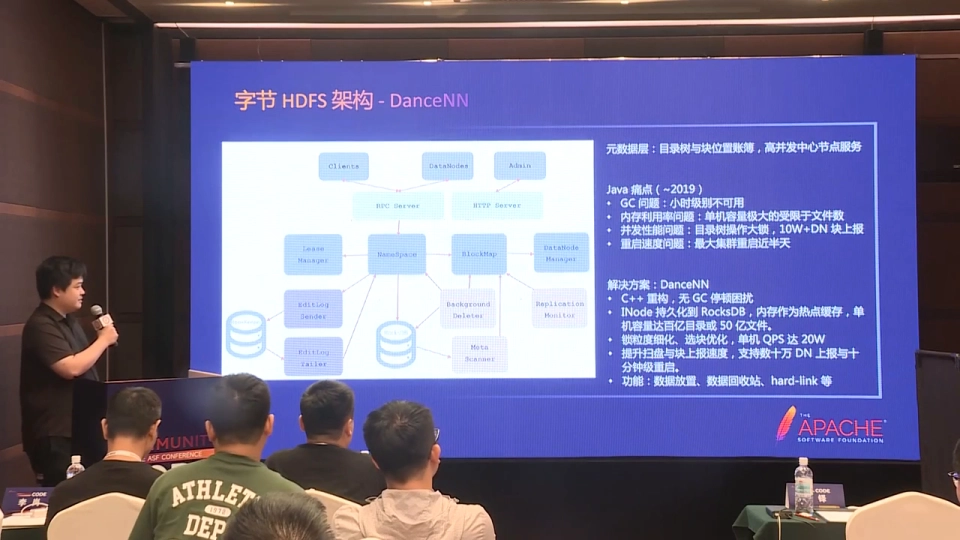 字节 HDFS 架构 - DanceNN
Clients
DataNodes
Admin
RPC Server
HTTP Server
Lease Manager
NameSpace
BlockMap
DataNode Manager
EditLog Sender
Background Deleter
Replication Monitor
EditLog Tailer
Meta Scanner
元数据层：目录树与块位置账簿，高并发中心节点服务
Java 痛点（~2019）
• GC 问题：小时级别不可用
• 内存利用率问题：单机容量极大的受限于文件数
• 并发性能问题：目录树操作大锁，10W+DN 块上报
• 重启速度问题：最大集群重启近半天
解决方案：DanceNN
• C++ 重构，无 GC 停顿困扰
• INode 持久化到 RocksDB，内存作为热点缓存，单
机容量达百亿目录或 50 亿文件。
• 锁粒度细化、选块优化，单机 QPS 达 20W
• 提升扫盘与块上报速度，支持数十万 DN 上报与十
分钟级重启。
• 功能：数据放置、数据回收站、hard-link 等
THE
APACHE
SOFTWARE FOUNDATION
MUNIT
ASF CONFERENCE
ATHLET
1973
DEP
CODE
CODE